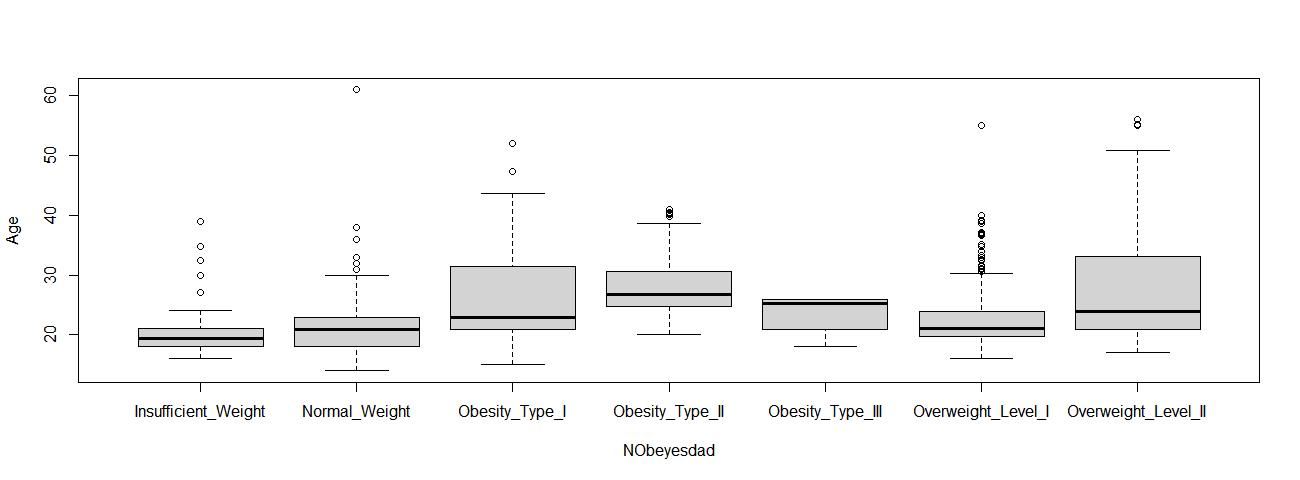 60
50
40
30
20
Age
Insufficient_Weight Normal_Weight Obesity_Type_I Obesity_Type_II Obesity_Type_III Overweight_Level_I Overweight_Level_II
NObeyesdad